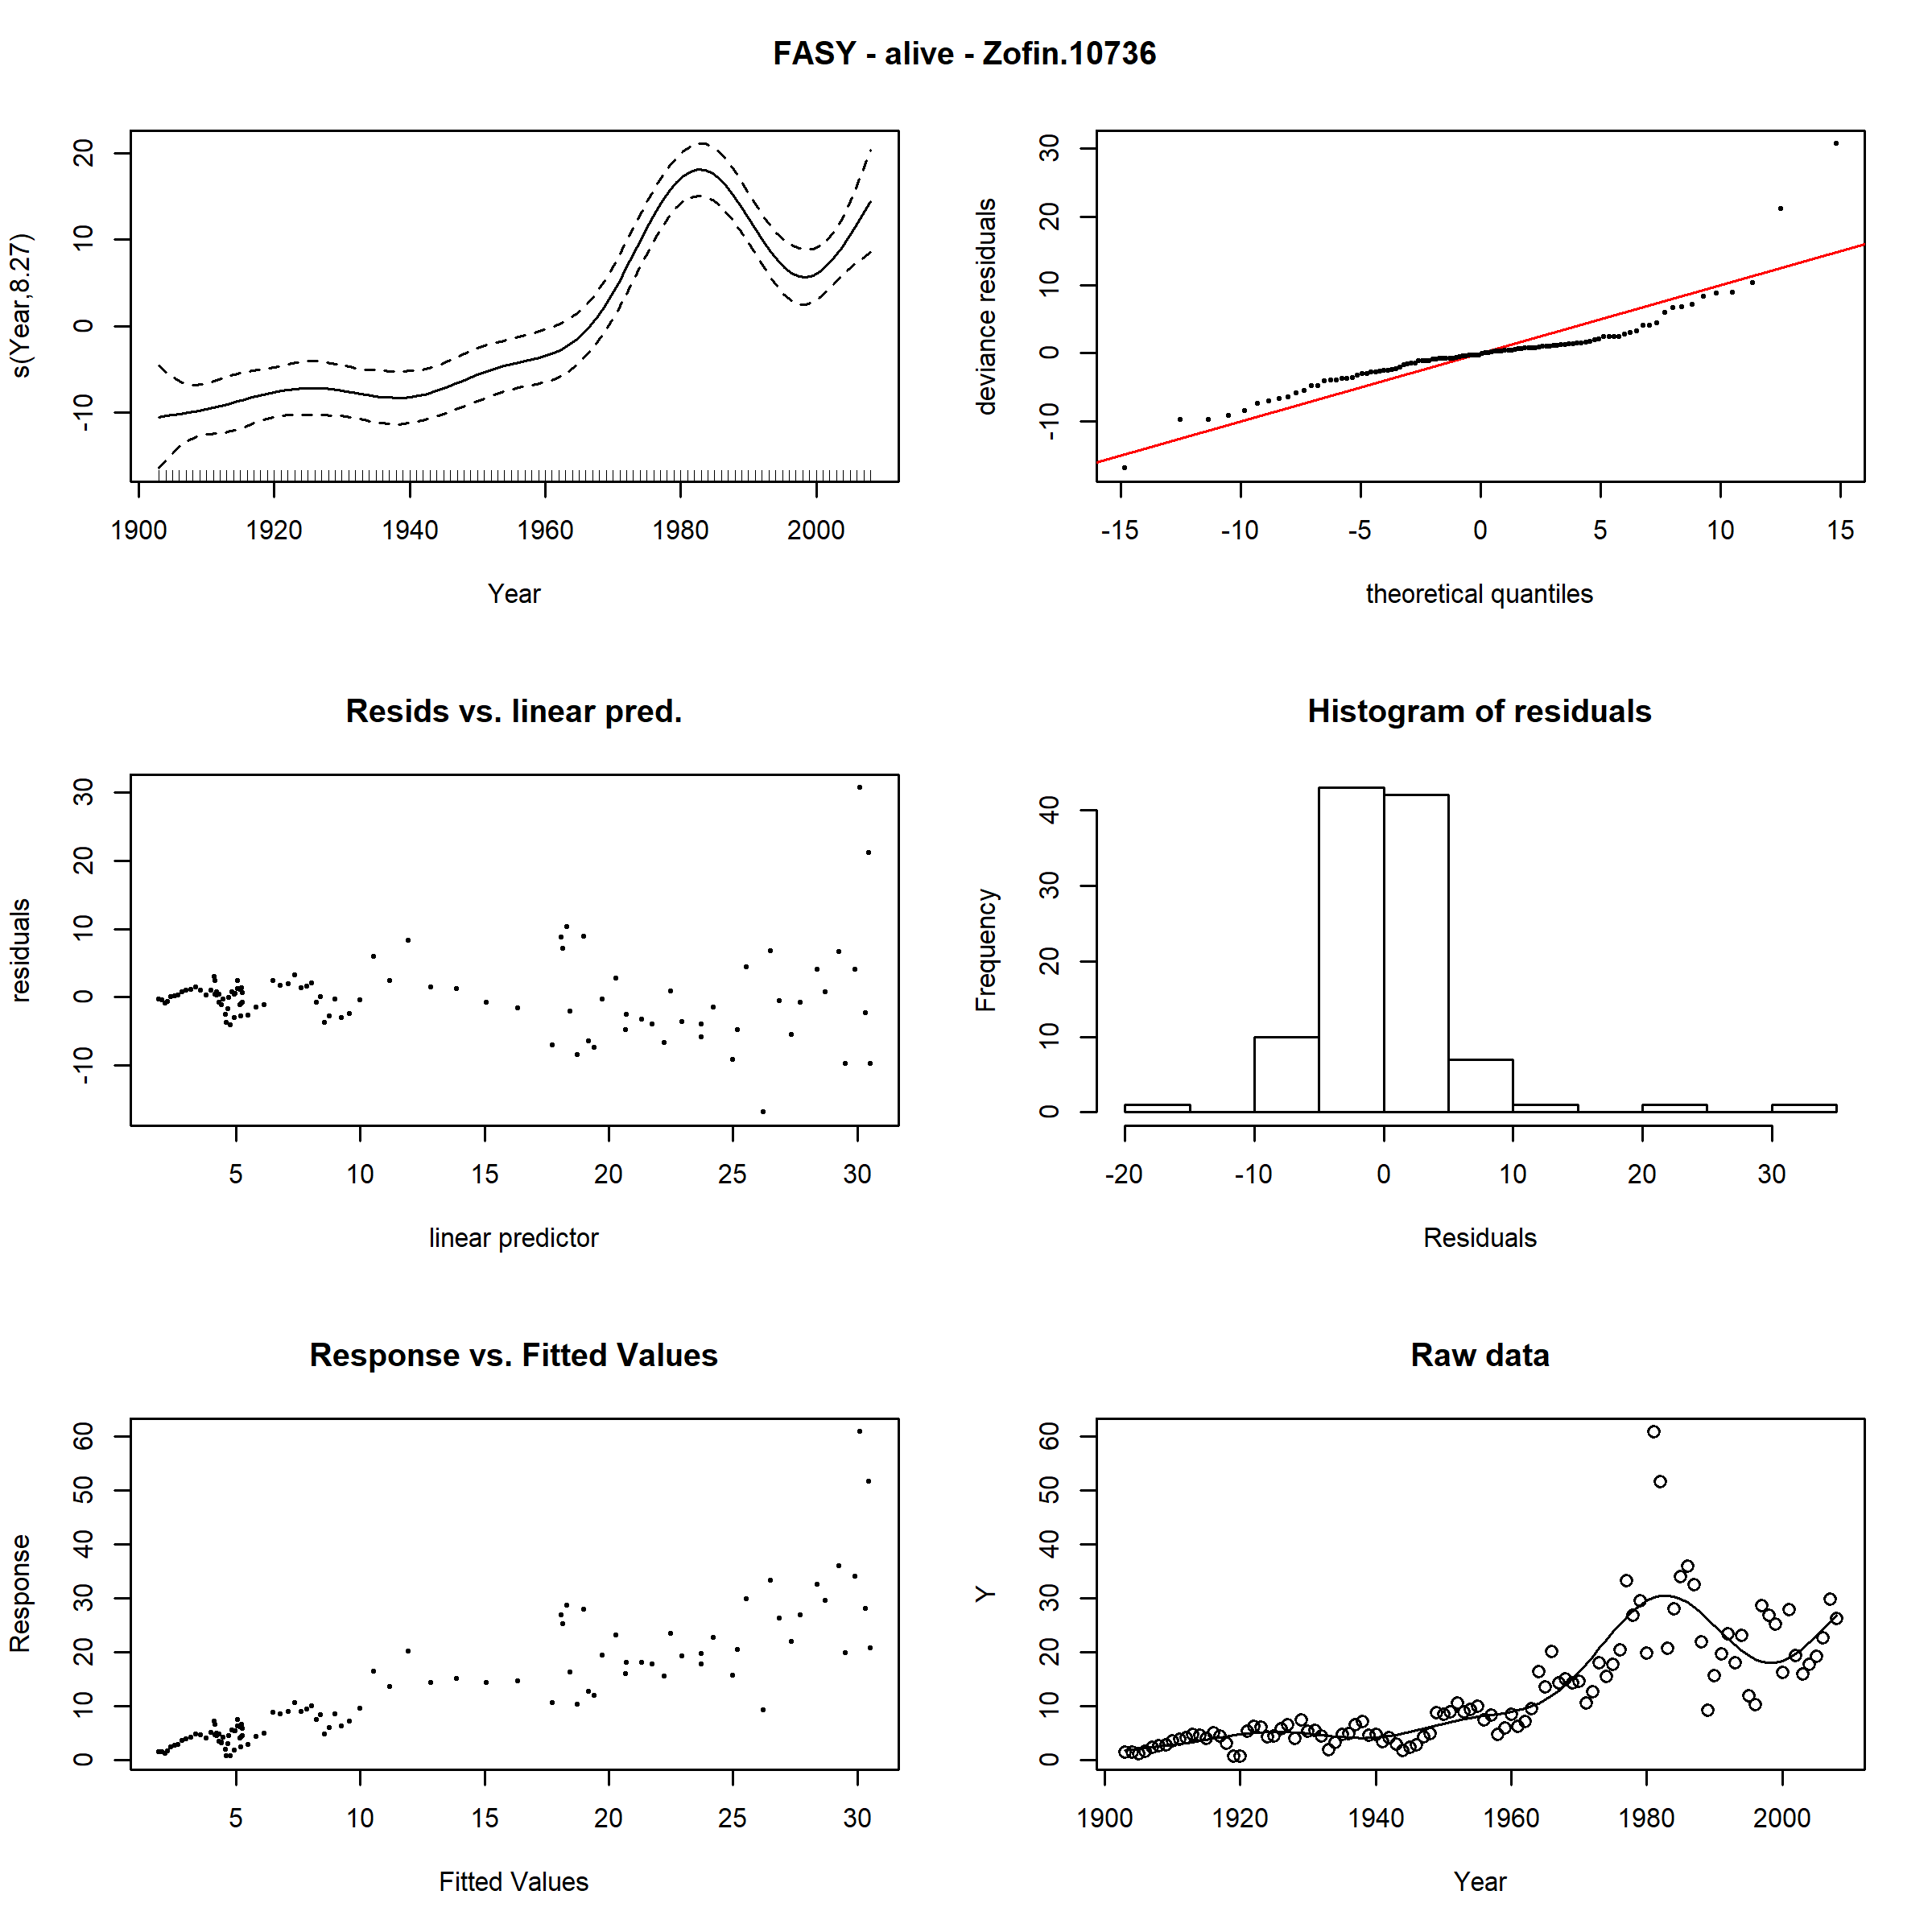 FASY - alive - Zofin.10736
s(Year,8.27)
-10 0 10 20
1900 1920 1940 1960 1980 2000
Year
deviance residuals
-10 0 10 20 30
-15 -10 -5 0 5 10 15
theoretical quantiles
Resids vs. linear pred.
residuals
-10 0 10 20 30
5 10 15 20 25 30
linear predictor
Histogram of residuals
Frequency
0 10 20 30 40
-20 -10 0 10 20 30
Residuals
Response vs. Fitted Values
Response
0 10 20 30 40 50 60
5 10 15 20 25 30
Fitted Values
Raw data
Y
0 10 20 30 40 50 60
1900 1920 1940 1960 1980 2000
Year